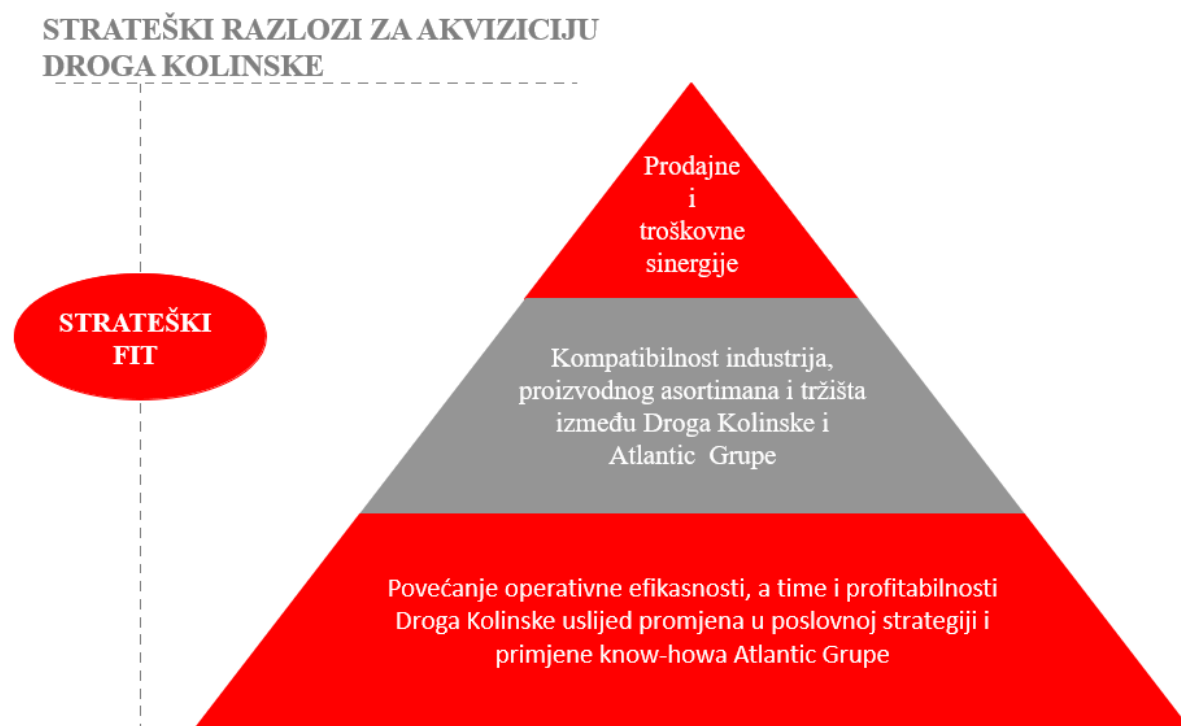 STRATEŠKI RAZLOZI ZA AKVIZICIJU
DROGA KOLINSKE
Prodajne
i
troškovne
sinergije
STRATEŠKI
FIT
Kompatibilnost industrija,
proizvodnog asortimana i tržišta
između Droga Kolinske i
Atlantic Grupe
Povećanje operativne efikasnosti, a time i profitabilnosti
Droga Kolinske uslijed promjena u poslovnoj strategiji i
primjene know-howa Atlantic Grupe